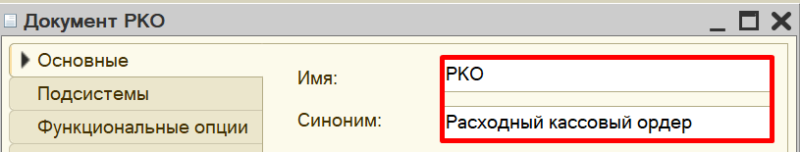 Документ РКО
Основные
Имя: РКО
Подсистемы
Синоним: Расходный кассовый ордер
Функциональные опции